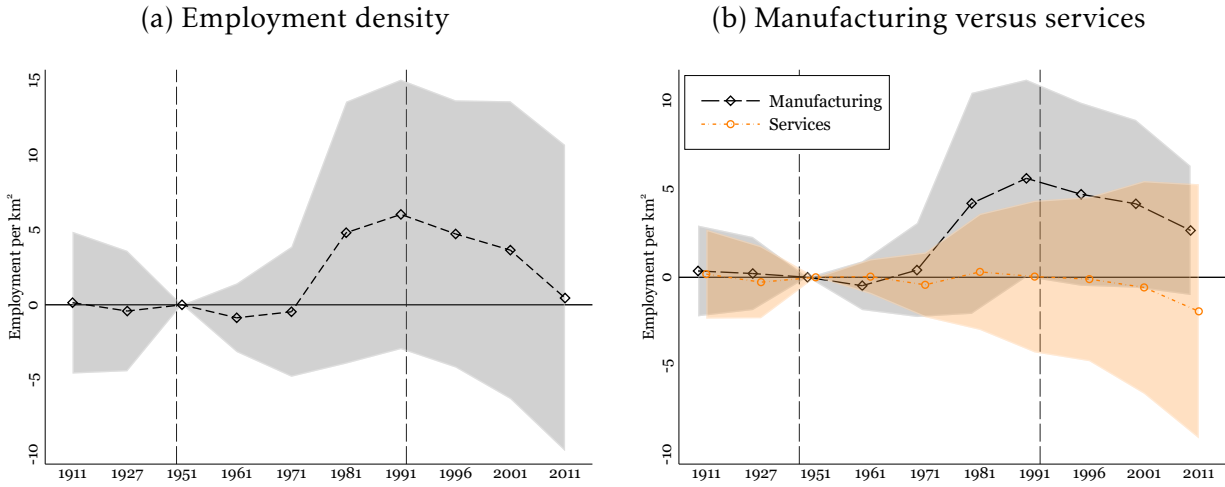 (a) Employment density
Employment per km²
15
10
5
0
-5
-10
1911 1927 1951 1961 1971 1981 1991 1996 2001 2011
(b) Manufacturing versus services
Employment per km²
10
5
0
-5
-10
Manufacturing
Services
1911 1927 1951 1961 1971 1981 1991 1996 2001 2011